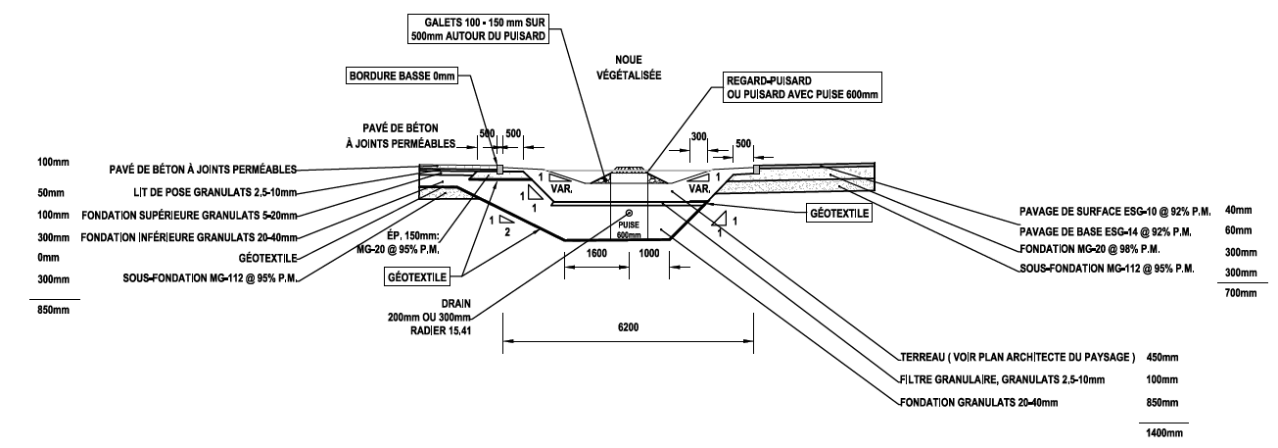 GALETS 100 - 150 mm SUR
500mm AUTOUR DU PUISARD
NOUE
VÉGÉTALISÉE
BORDURE BASSE 0mm
REGARD-PUISARD
OU PUISARD AVEC PUISE 600mm
PAVÉ DE BÉTON
À JOINTS PERMÉABLES
500
500
300
500
100mm
PAVÉ DE BÉTON À JOINTS PERMÉABLES
50mm
LIT DE POSE GRANULATS 2,5-10mm
100mm
FONDATION SUPÉRIEURE GRANULATS 5-20mm
300mm
FONDATION INFÉRIEURE GRANULATS 20-40mm
0mm
GÉOTEXTILE
300mm
SOUS-FONDATION MG-112 @ 95% P.M.
850mm
1
VAR.
1
VAR.
1
1
1
2
1
1
PUISE
600mm
ÉP. 150mm:
MG-20 @ 95% P.M.
GÉOTEXTILE
GÉOTEXTILE
1600
1000
DRAIN
200mm OU 300mm
RADIER 15.41
6200
PAVAGE DE SURFACE ESG-10 @ 92% P.M.
40mm
PAVAGE DE BASE ESG-14 @ 92% P.M.
60mm
FONDATION MG-20 @ 98% P.M.
300mm
SOUS-FONDATION MG-112 @ 95% P.M.
300mm
700mm
TERREAU ( VOIR PLAN ARCHITECTE DU PAYSAGE )
450mm
FILTRE GRANULAIRE, GRANULATS 2,5-10mm
100mm
FONDATION GRANULATS 20-40mm
850mm
1400mm